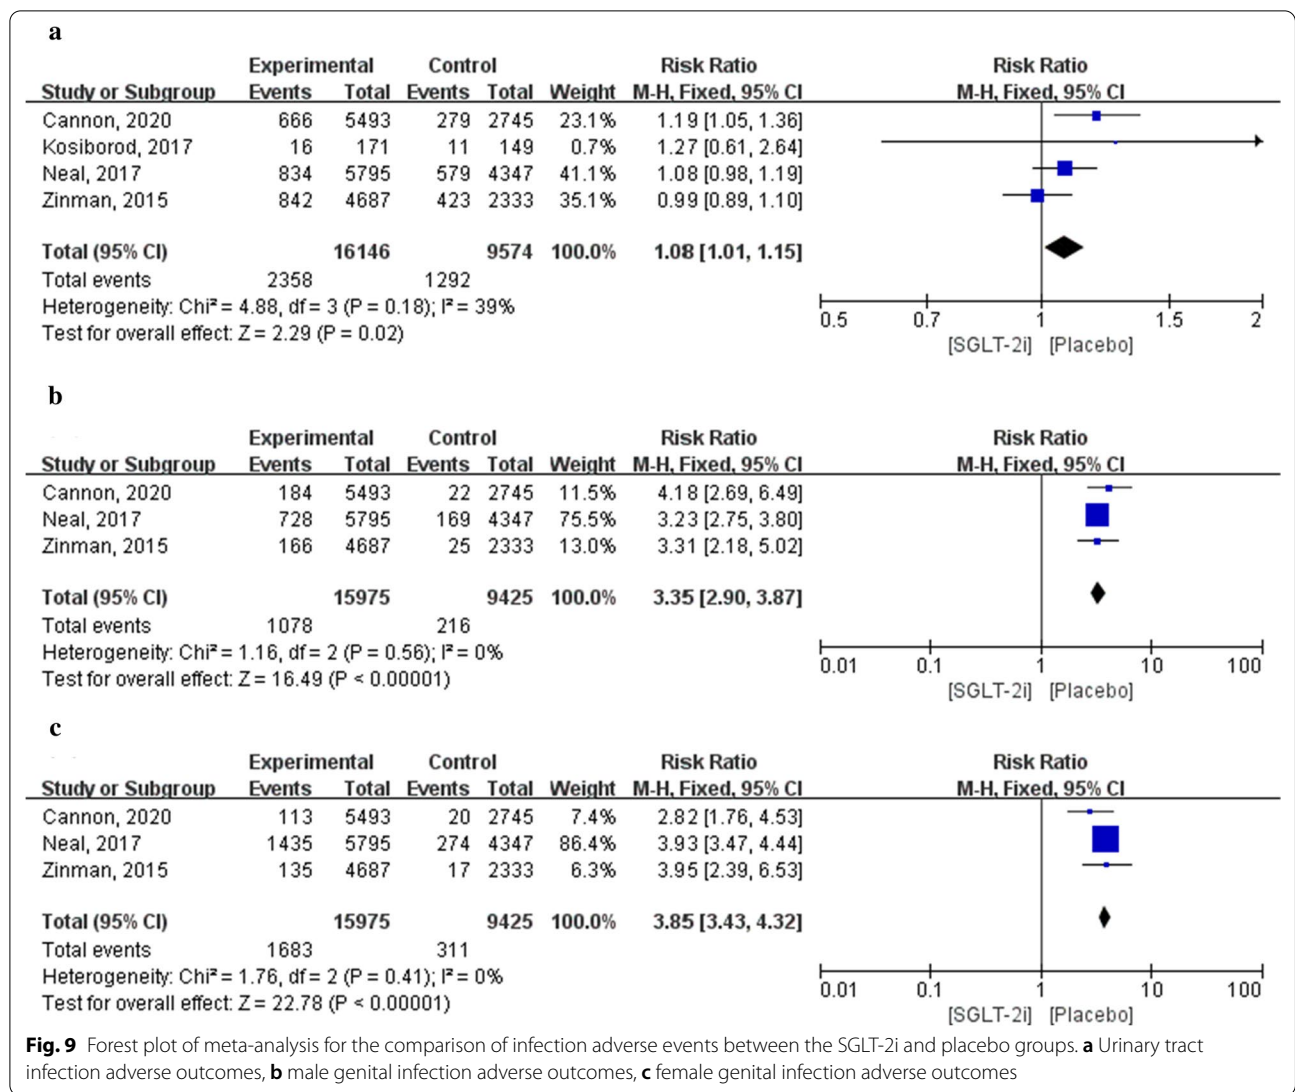 a
Experimental Control Risk Ratio Risk Ratio
Study or Subgroup Events Total Events Total Weight M-H, Fixed, 95% CI M-H, Fixed, 95% CI
Cannon, 2020 666 5493 279 2745 23.1% 1.19 [1.05, 1.36]
Kosiborod, 2017 16 171 11 149 0.7% 1.27 [0.61, 2.64]
Neal, 2017 834 5795 579 4347 41.1% 1.08 [0.98, 1.19]
Zinman, 2015 842 4687 423 2333 35.1% 0.99 [0.89, 1.10]
Total (95% CI) 16146 9574 100.0% 1.08 [1.01, 1.15]
Total events 2358 1292
Heterogeneity: Chi² = 4.88, df = 3 (P = 0.18); I² = 39%
Test for overall effect: Z = 2.29 (P = 0.02)
0.5 0.7 1 1.5 2
[SGLT-2i] [Placebo]
b
Experimental Control Risk Ratio Risk Ratio
Study or Subgroup Events Total Events Total Weight M-H, Fixed, 95% CI M-H, Fixed, 95% CI
Cannon, 2020 184 5493 22 2745 11.5% 4.18 [2.69, 6.49]
Neal, 2017 728 5795 169 4347 75.5% 3.23 [2.75, 3.80]
Zinman, 2015 166 4687 25 2333 13.0% 3.31 [2.18, 5.02]
Total (95% CI) 15975 9425 100.0% 3.35 [2.90, 3.87]
Total events 1078 216
Heterogeneity: Chi² = 1.16, df = 2 (P = 0.56); I² = 0%
Test for overall effect: Z = 16.49 (P < 0.00001)
0.01 0.1 1 10 100
[SGLT-2i] [Placebo]
c
Experimental Control Risk Ratio Risk Ratio
Study or Subgroup Events Total Events Total Weight M-H, Fixed, 95% CI M-H, Fixed, 95% CI
Cannon, 2020 113 5493 20 2745 7.4% 2.82 [1.76, 4.53]
Neal, 2017 1435 5795 274 4347 86.4% 3.93 [3.47, 4.44]
Zinman, 2015 135 4687 17 2333 6.3% 3.95 [2.39, 6.53]
Total (95% CI) 15975 9425 100.0% 3.85 [3.43, 4.32]
Total events 1683 311
Heterogeneity: Chi² = 1.76, df = 2 (P = 0.41); I² = 0%
Test for overall effect: Z = 22.78 (P < 0.00001)
0.01 0.1 1 10 100
[SGLT-2i] [Placebo]
Fig. 9 Forest plot of meta-analysis for the comparison of infection adverse events between the SGLT-2i and placebo groups. a Urinary tract
infection adverse outcomes, b male genital infection adverse outcomes, c female genital infection adverse outcomes